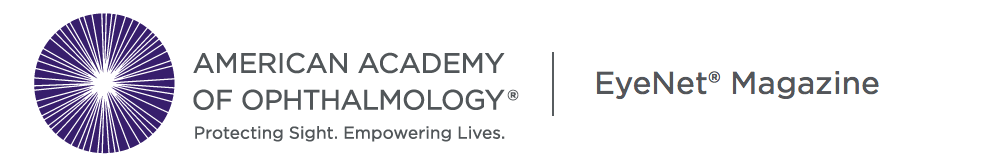 AMERICAN ACADEMY
OF OPHTHALMOLOGY®
Protecting Sight. Empowering Lives.
EyeNet® Magazine